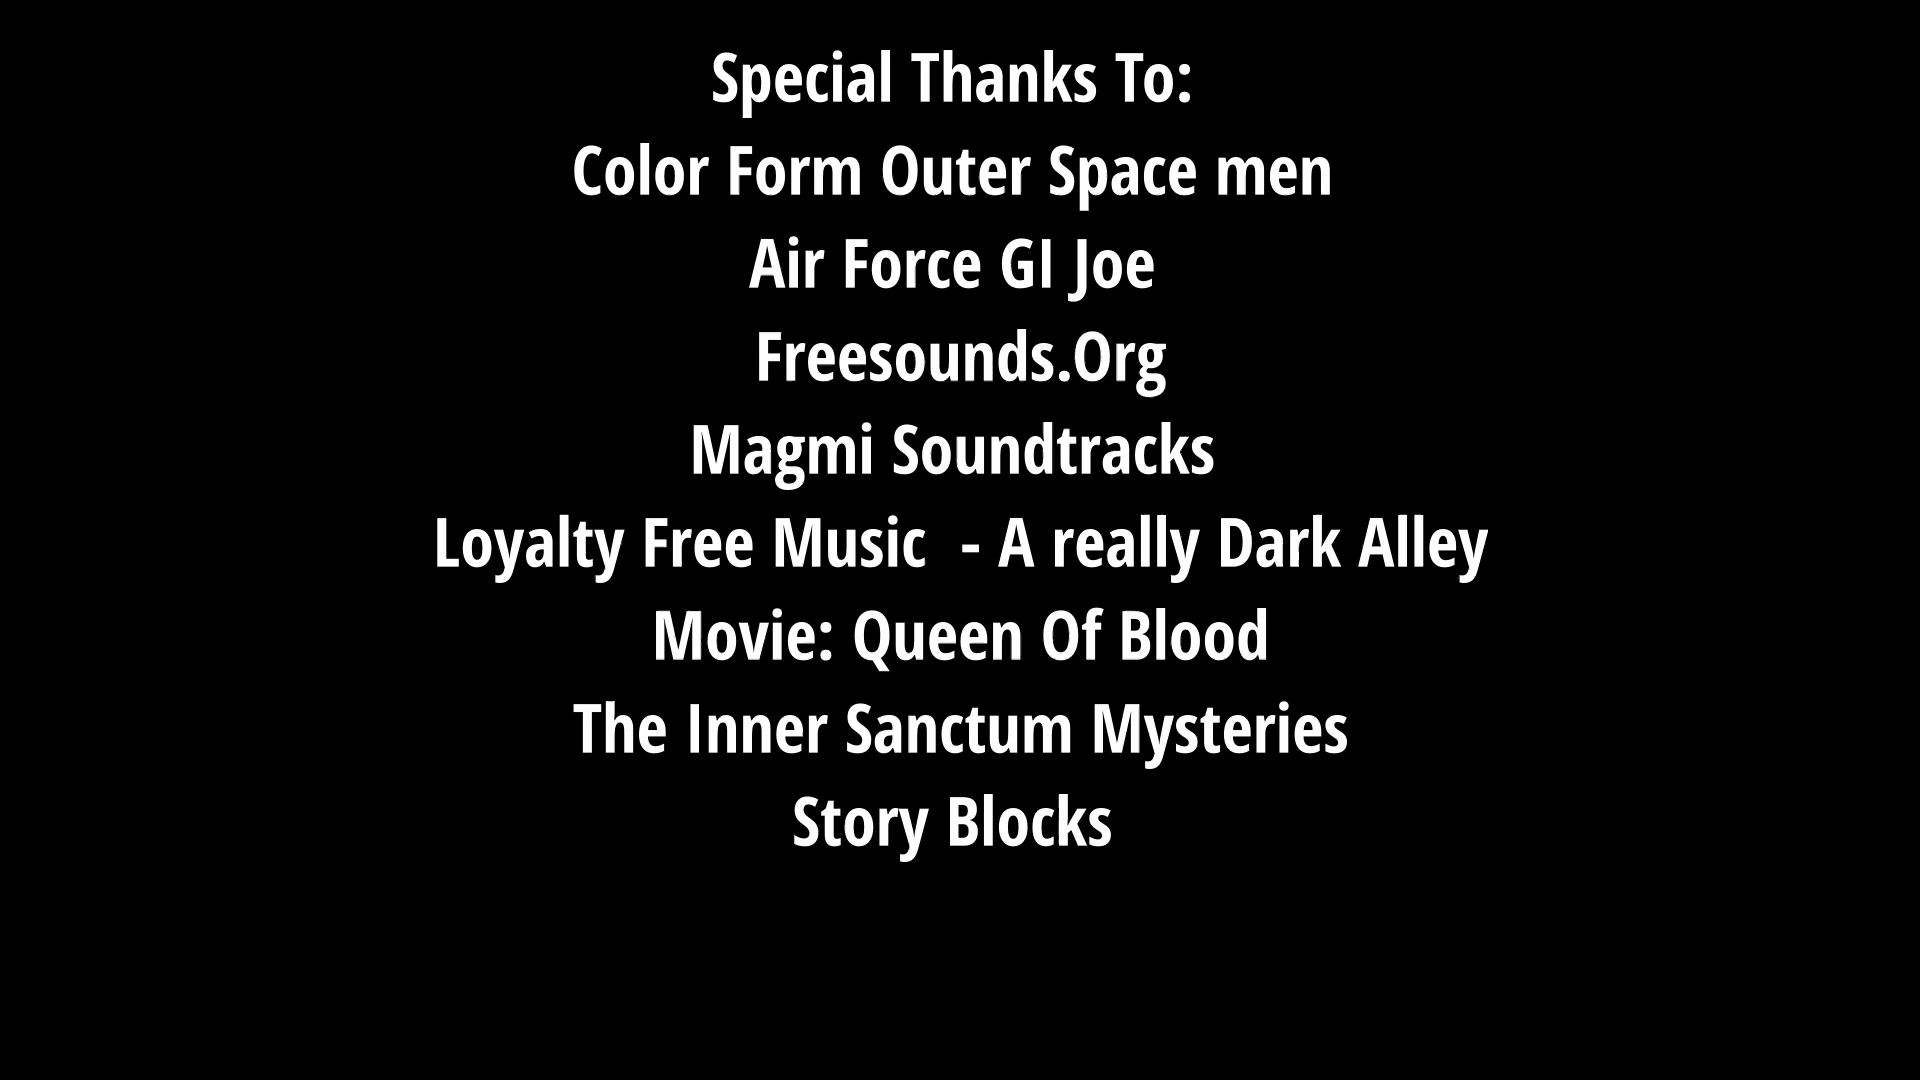 Special Thanks To:
Color Form Outer Space men
Air Force GI Joe
Freesounds.Org
Magmi Soundtracks
Loyalty Free Music  - A really Dark Alley
Movie: Queen Of Blood
The Inner Sanctum Mysteries
Story Blocks